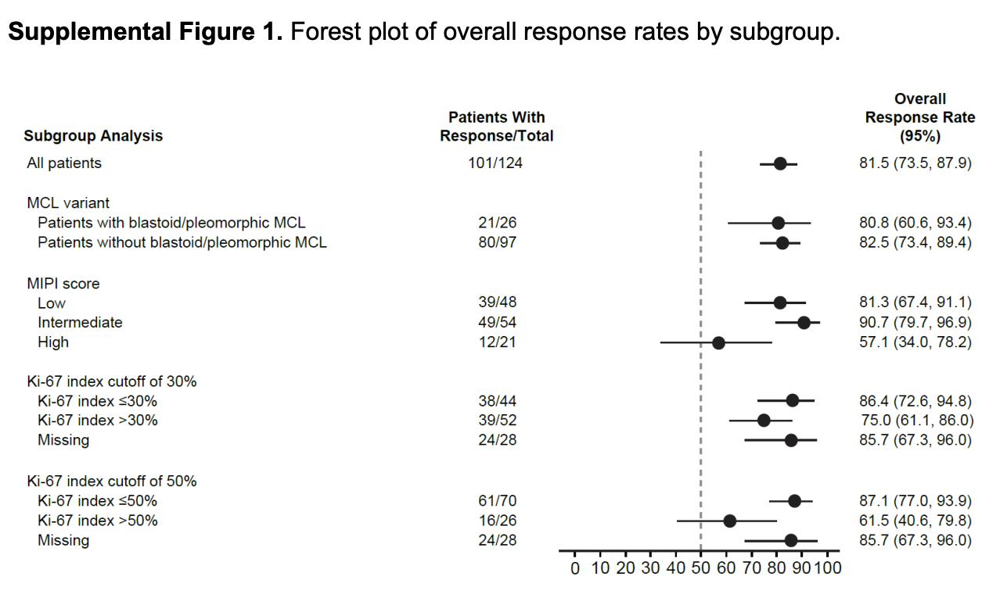 Supplemental Figure 1. Forest plot of overall response rates by subgroup.
Subgroup Analysis
Patients With
Response/Total
Overall
Response Rate
(95%)
All patients 101/124 81.5 (73.5, 87.9)
MCL variant
Patients with blastoid/pleomorphic MCL 21/26 80.8 (60.6, 93.4)
Patients without blastoid/pleomorphic MCL 80/97 82.5 (73.4, 89.4)
MIPI score
Low 39/48 81.3 (67.4, 91.1)
Intermediate 49/54 90.7 (79.7, 96.9)
High 12/21 57.1 (34.0, 78.2)
Ki-67 index cutoff of 30%
Ki-67 index ≤30% 38/44 86.4 (72.6, 94.8)
Ki-67 index >30% 39/52 75.0 (61.1, 86.0)
Missing 24/28 85.7 (67.3, 96.0)
Ki-67 index cutoff of 50%
Ki-67 index ≤50% 61/70 87.1 (77.0, 93.9)
Ki-67 index >50% 16/26 61.5 (40.6, 79.8)
Missing 24/28 85.7 (67.3, 96.0)
0 10 20 30 40 50 60 70 80 90 100